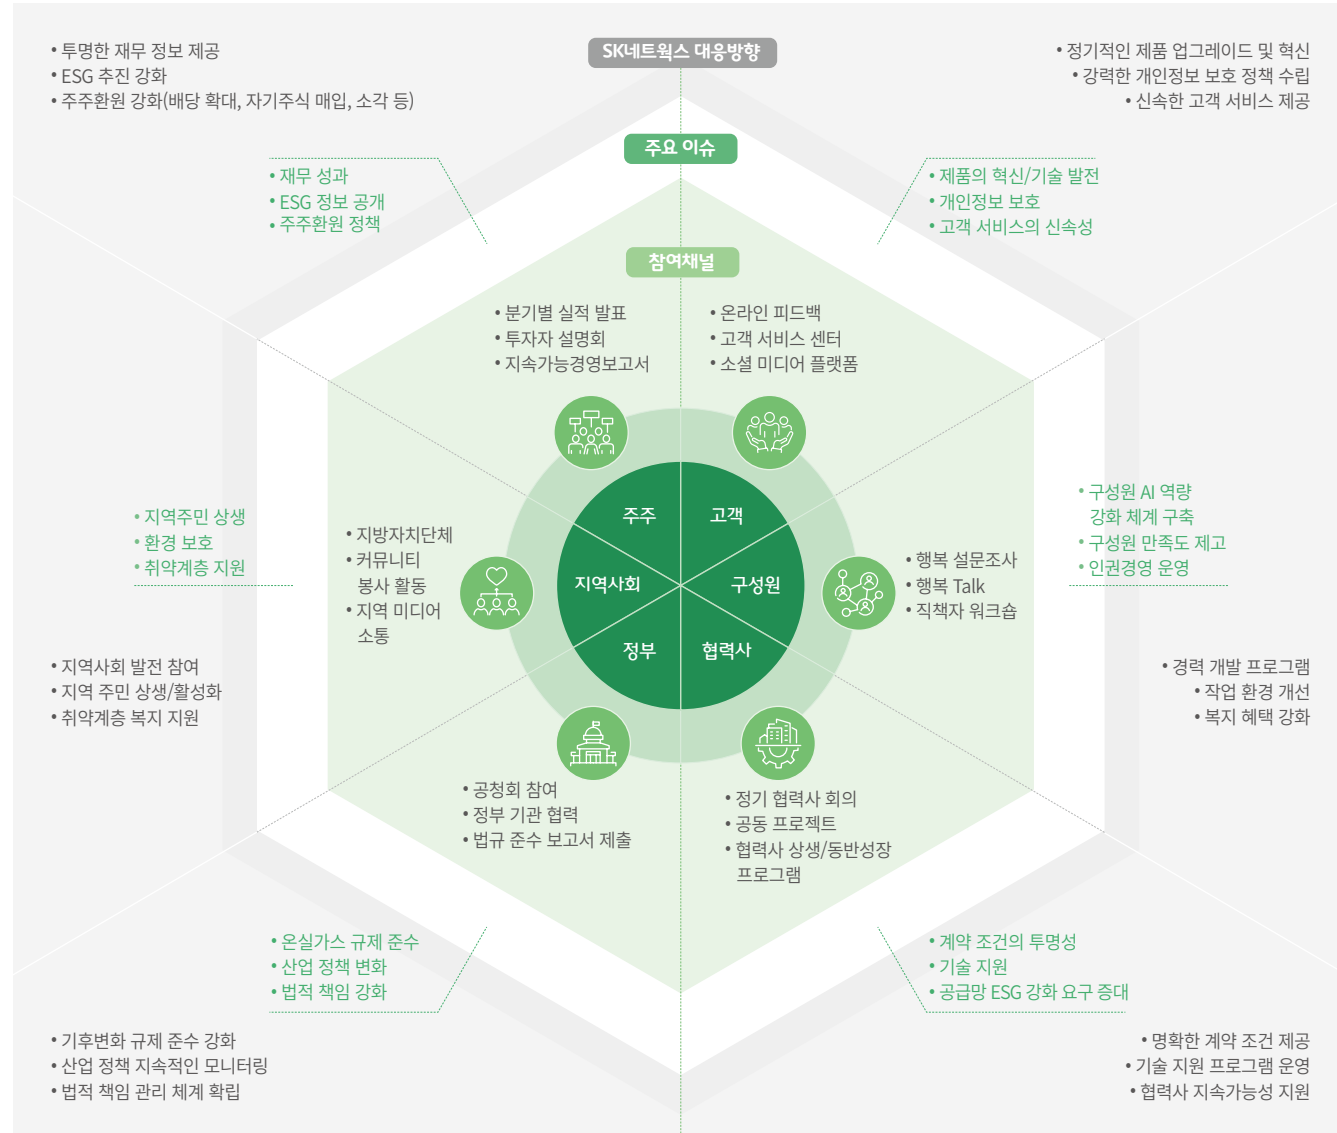 SK네트웍스 대응방향
• 투명한 재무 정보 제공
• ESG 추진 강화
• 주주환원 강화(배당 확대, 자기주식 매입, 소각 등)
• 정기적인 제품 업그레이드 및 혁신
• 강력한 개인정보 보호 정책 수립
• 신속한 고객 서비스 제공
주요 이슈
• 재무 성과
• ESG 정보 공개
• 주주환원 정책
• 제품의 혁신/기술 발전
• 개인정보 보호
• 고객 서비스의 신속성
참여채널
• 분기별 실적 발표
• 투자자 설명회
• 지속가능경영보고서
• 온라인 피드백
• 고객 서비스 센터
• 소셜 미디어 플랫폼
주주
고객
지역사회
구성원
정부
협력사
• 지역주민 상생
• 환경 보호
• 취약계층 지원
• 지방자치단체
• 커뮤니티
봉사 활동
• 지역 미디어
소통
• 행복 설문조사
• 행복 Talk
• 직책자 워크숍
• 구성원 AI 역량
강화 체계 구축
• 구성원 만족도 제고
• 인권경영 운영
• 지역사회 발전 참여
• 지역 주민 상생/활성화
• 취약계층 복지 지원
• 경력 개발 프로그램
• 작업 환경 개선
• 복지 혜택 강화
• 공청회 참여
• 정부 기관 협력
• 법규 준수 보고서 제출
• 정기 협력사 회의
• 공동 프로젝트
• 협력사 상생/동반성장
프로그램
• 온실가스 규제 준수
• 산업 정책 변화
• 법적 책임 강화
• 계약 조건의 투명성
• 기술 지원
• 공급망 ESG 강화 요구 증대
• 기후변화 규제 준수 강화
• 산업 정책 지속적인 모니터링
• 법적 책임 관리 체계 확립
• 명확한 계약 조건 제공
• 기술 지원 프로그램 운영
• 협력사 지속가능성 지원